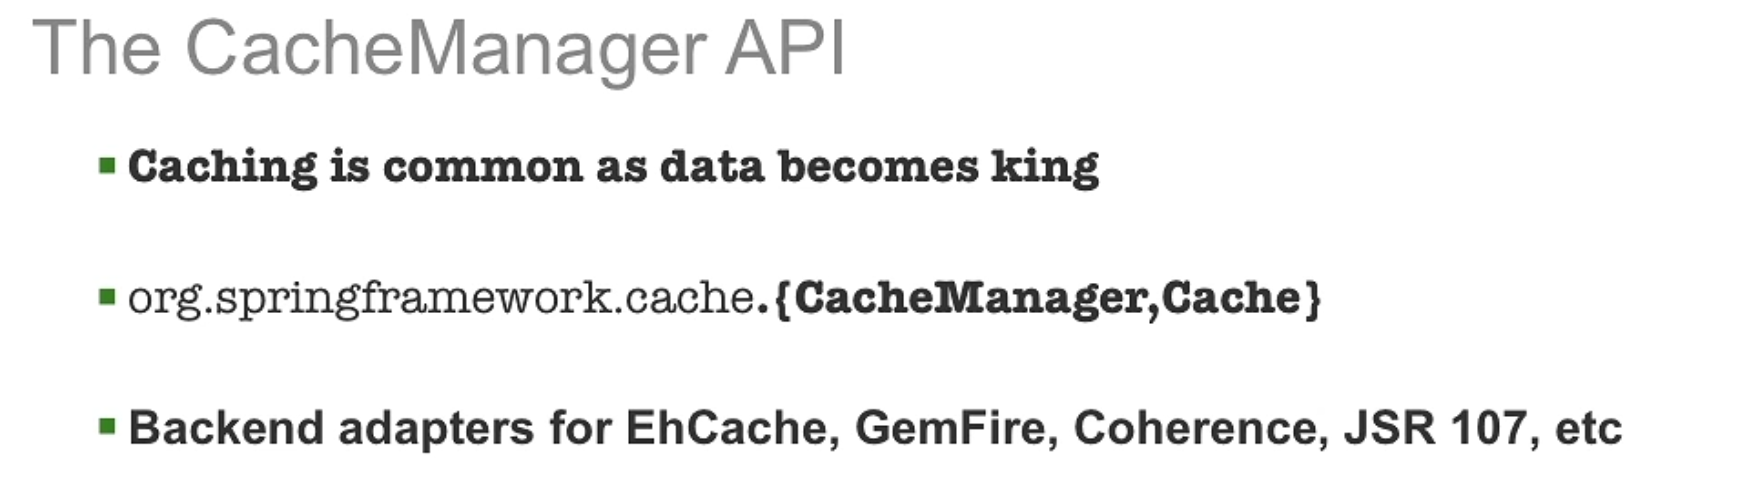 The CacheManager API
Caching is common as data becomes king
org.springframework.cache.{CacheManager,Cache}
Backend adapters for EhCache, GemFire, Coherence, JSR 107, etc